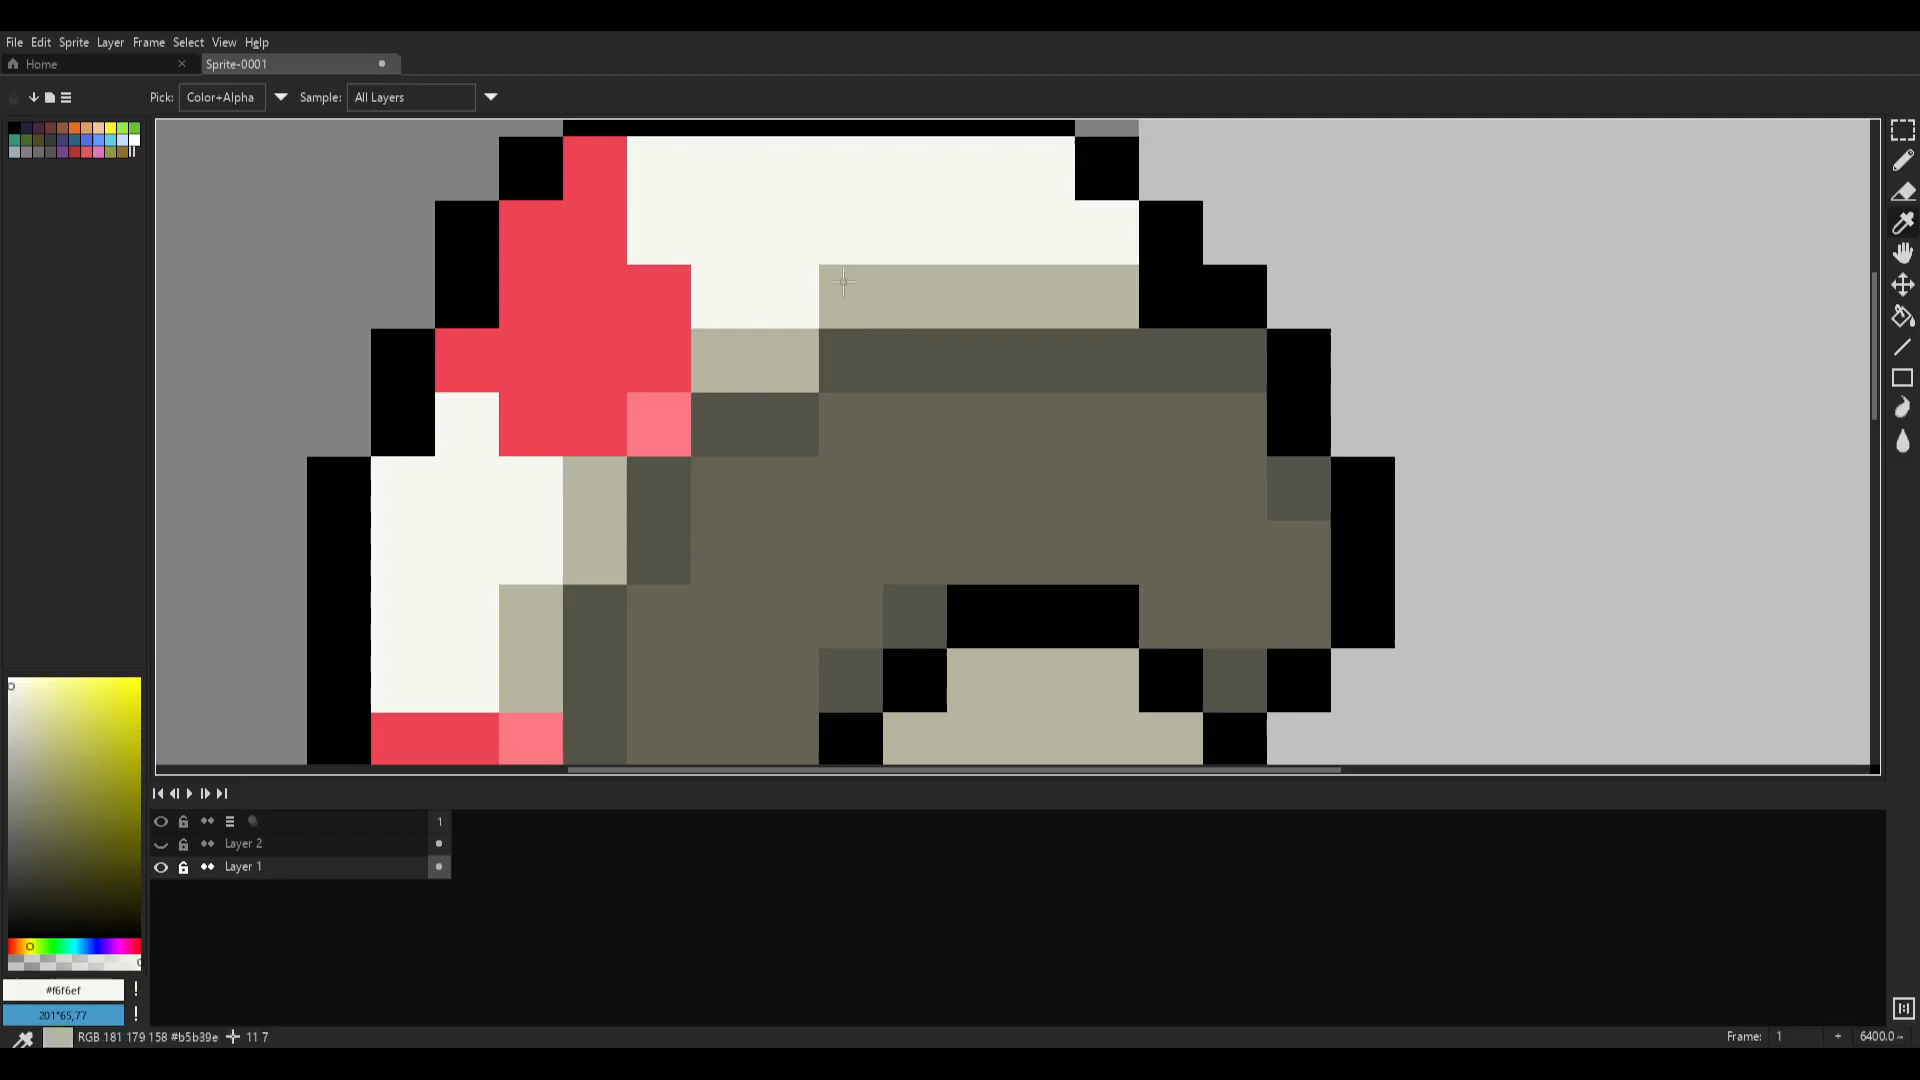 File Edit Sprite Layer Frame Select View Help
Home Sprite-0001
Pick: Color+Alpha Sample: All Layers
1
Layer 2
Layer 1
#f6f6ef
201°65,77
RGB 181 179 158 #b5b39e 11 7
Frame: 1 6400.0